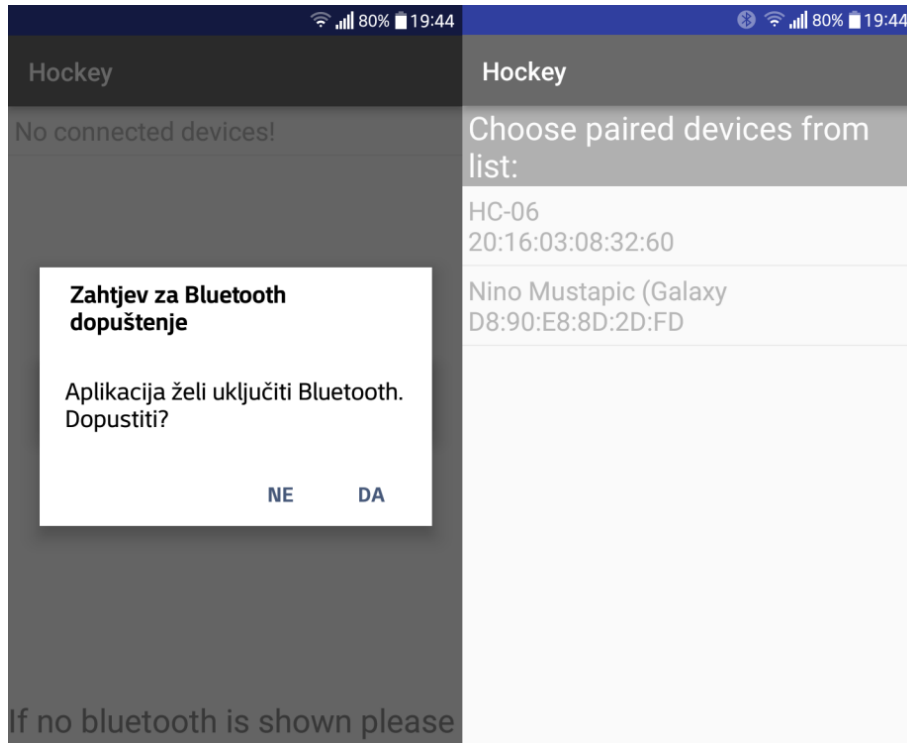 80% 19:44
Hockey
No connected devices!
Zahtjev za Bluetooth
dopuštenje
Aplikacija želi uključiti Bluetooth.
Dopustiti?
NE DA
If no bluetooth is shown please
80% 19:44
Hockey
Choose paired devices from
list:
HC-06
20:16:03:08:32:60
Nino Mustapic (Galaxy
D8:90:E8:8D:2D:FD